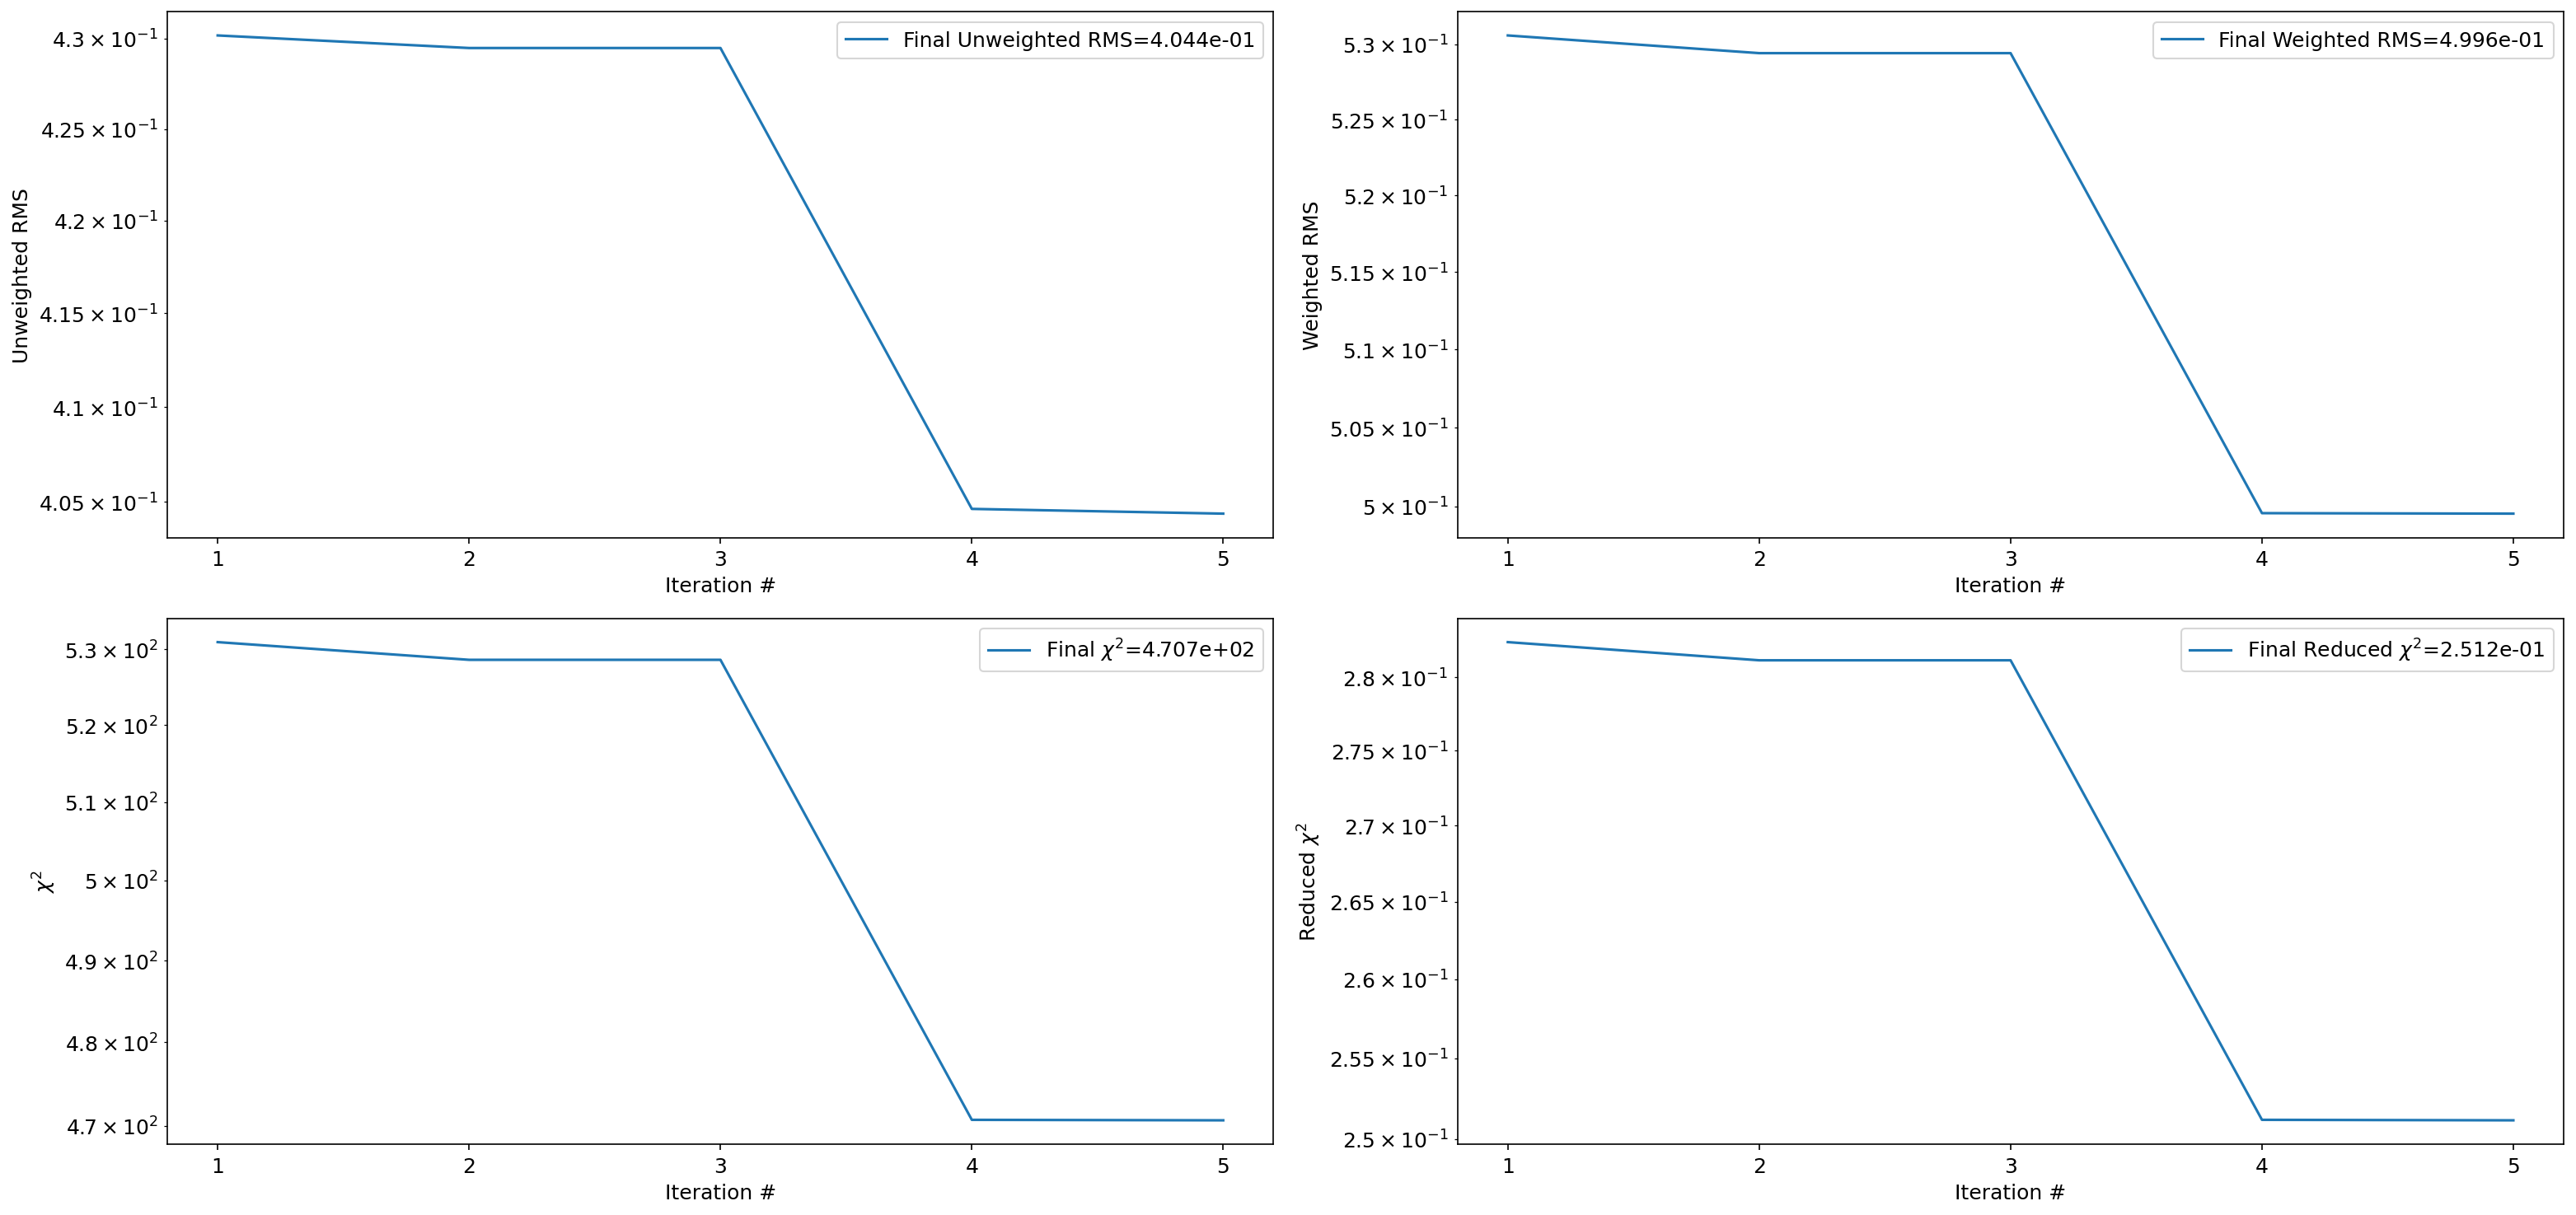 Final Unweighted RMS=4.044e-01
Unweighted RMS
4.3 × 10⁻¹
4.25 × 10⁻¹
4.2 × 10⁻¹
4.15 × 10⁻¹
4.1 × 10⁻¹
4.05 × 10⁻¹
1 2 3 4 5
Iteration #
Final Weighted RMS=4.996e-01
Weighted RMS
5.3 × 10⁻¹
5.25 × 10⁻¹
5.2 × 10⁻¹
5.15 × 10⁻¹
5.1 × 10⁻¹
5.05 × 10⁻¹
5 × 10⁻¹
1 2 3 4 5
Iteration #
Final χ²=4.707e+02
χ²
5.3 × 10²
5.2 × 10²
5.1 × 10²
5 × 10²
4.9 × 10²
4.8 × 10²
4.7 × 10²
1 2 3 4 5
Iteration #
Final Reduced χ²=2.512e-01
Reduced χ²
2.8 × 10⁻¹
2.75 × 10⁻¹
2.7 × 10⁻¹
2.65 × 10⁻¹
2.6 × 10⁻¹
2.55 × 10⁻¹
2.5 × 10⁻¹
1 2 3 4 5
Iteration #